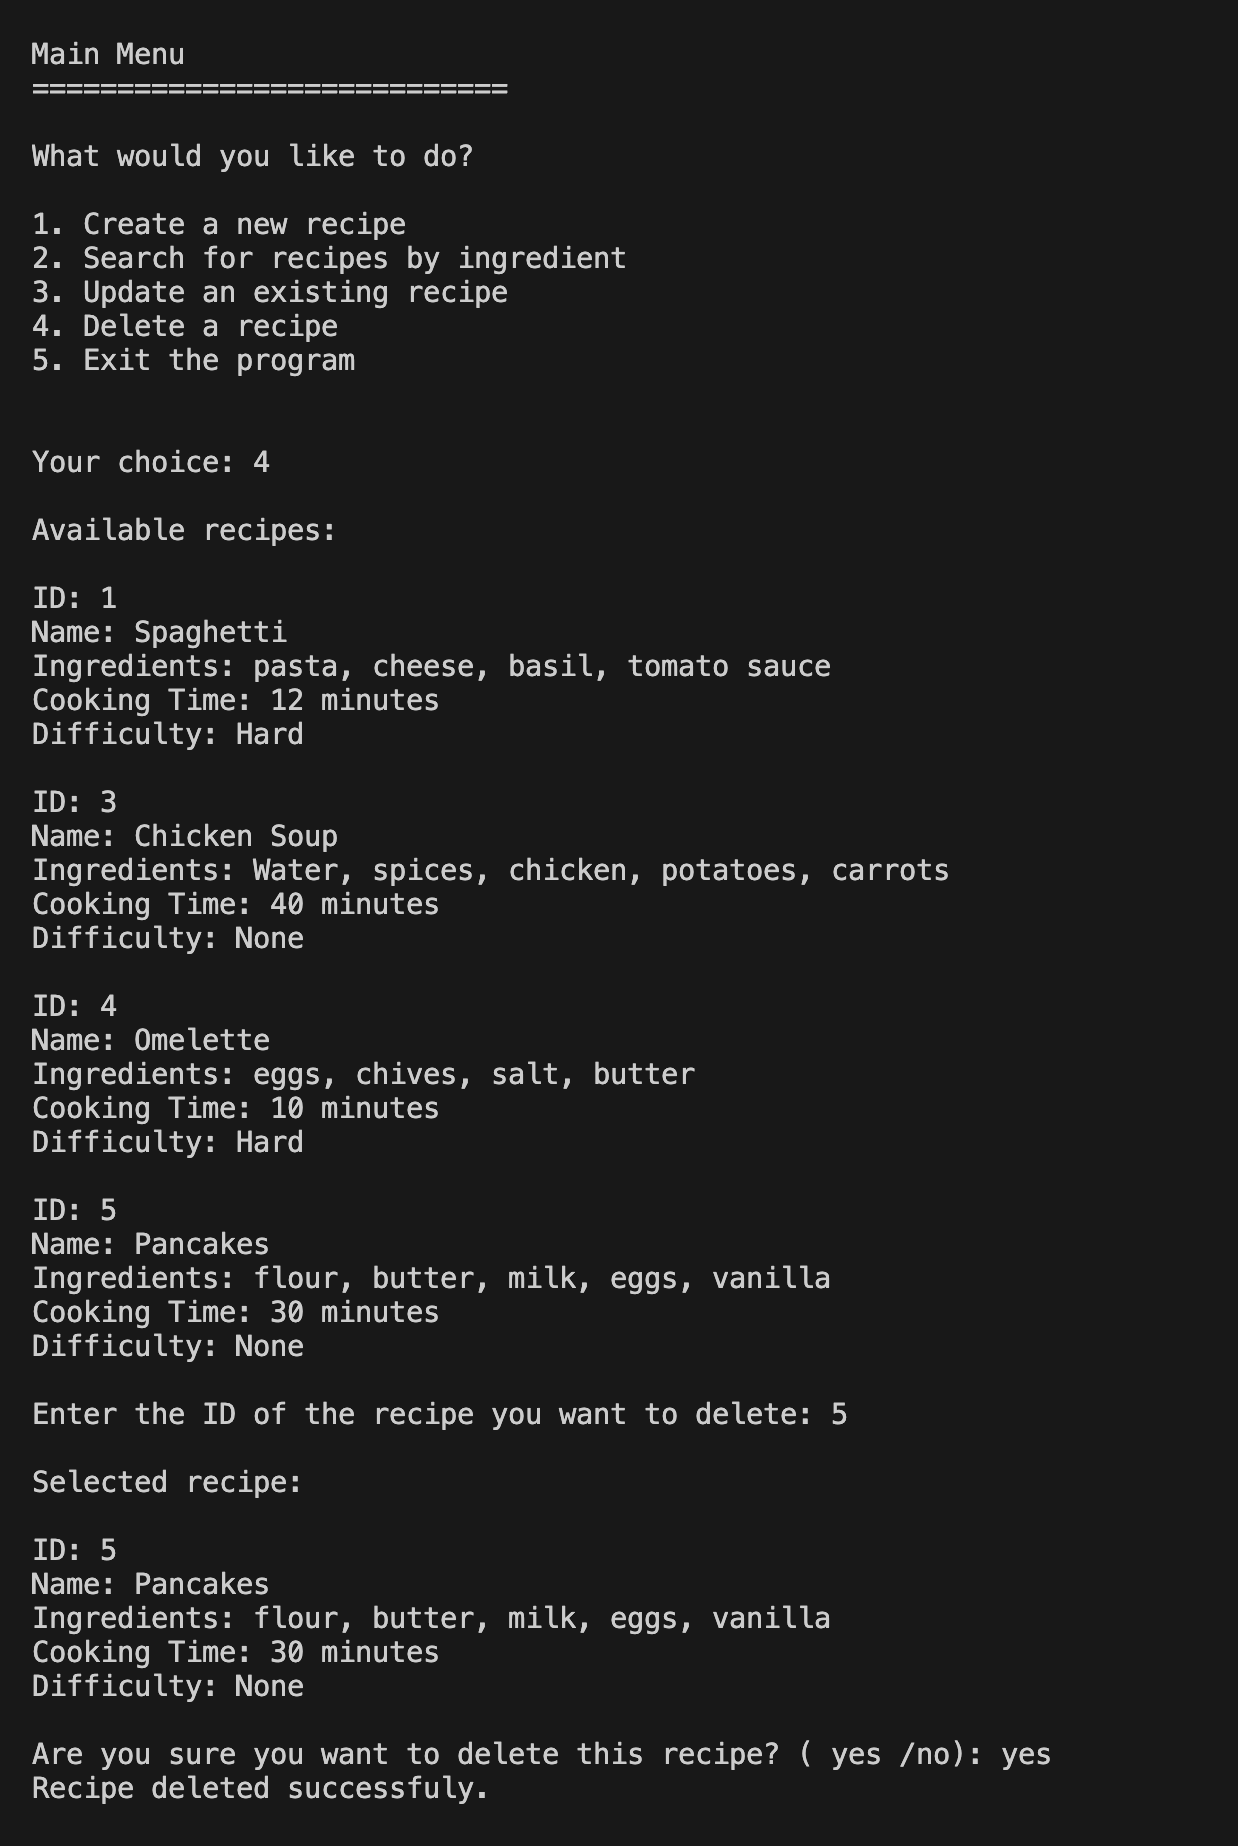 Main Menu
============================
What would you like to do?
1. Create a new recipe
2. Search for recipes by ingredient
3. Update an existing recipe
4. Delete a recipe
5. Exit the program
Your choice: 4
Available recipes:
ID: 1
Name: Spaghetti
Ingredients: pasta, cheese, basil, tomato sauce
Cooking Time: 12 minutes
Difficulty: Hard
ID: 3
Name: Chicken Soup
Ingredients: Water, spices, chicken, potatoes, carrots
Cooking Time: 40 minutes
Difficulty: None
ID: 4
Name: Omelette
Ingredients: eggs, chives, salt, butter
Cooking Time: 10 minutes
Difficulty: Hard
ID: 5
Name: Pancakes
Ingredients: flour, butter, milk, eggs, vanilla
Cooking Time: 30 minutes
Difficulty: None
Enter the ID of the recipe you want to delete: 5
Selected recipe:
ID: 5
Name: Pancakes
Ingredients: flour, butter, milk, eggs, vanilla
Cooking Time: 30 minutes
Difficulty: None
Are you sure you want to delete this recipe? ( yes /no): yes
Recipe deleted successfuly.